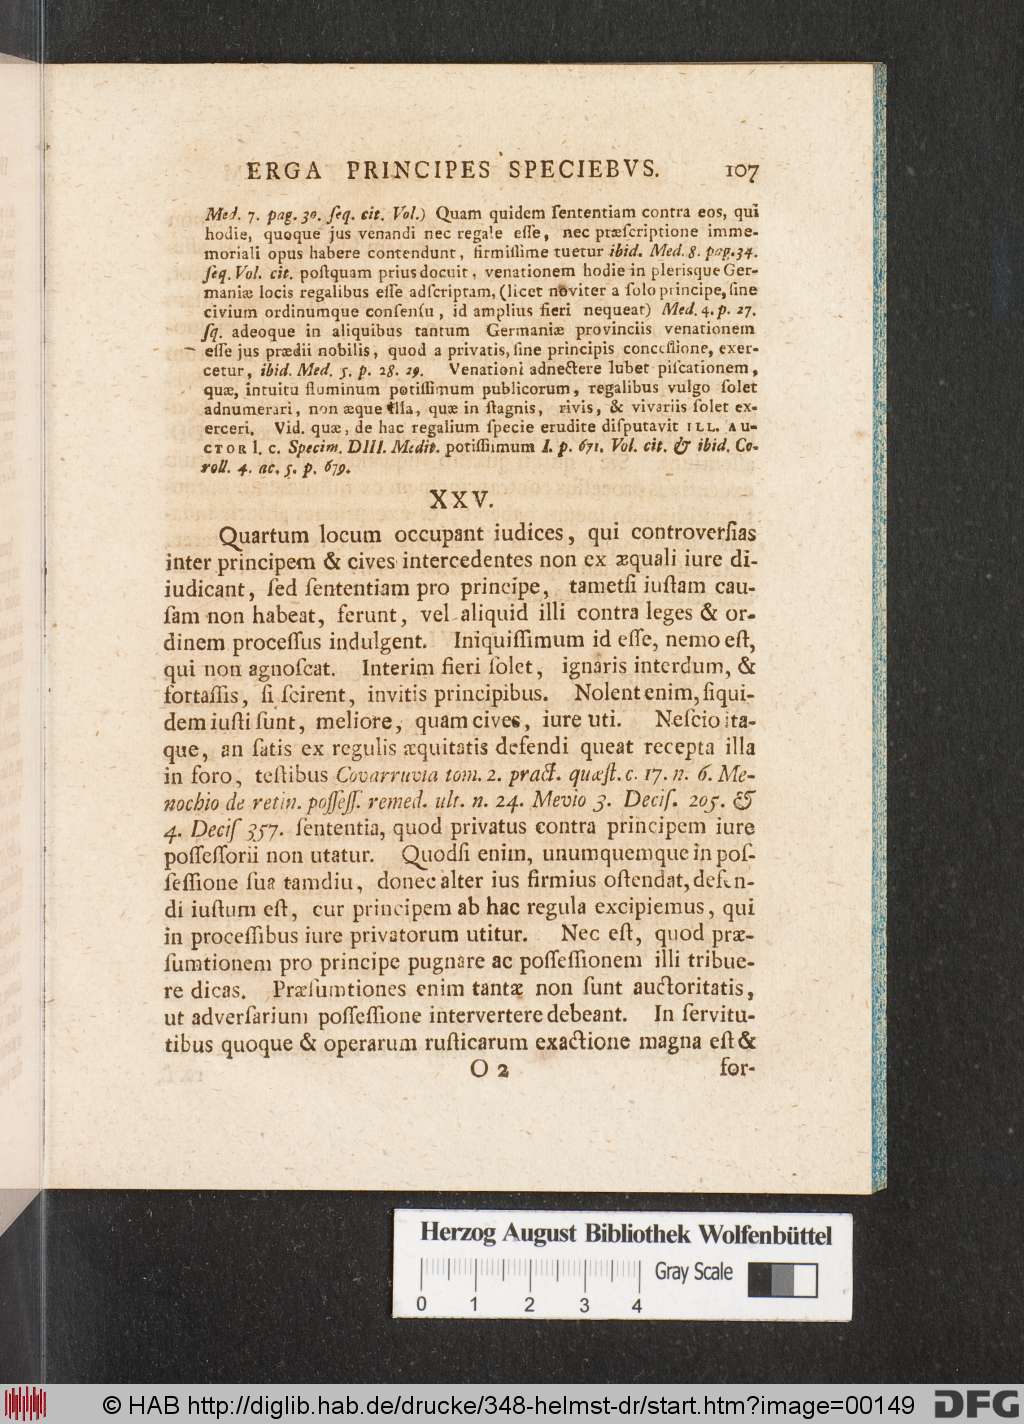 ERGA PRINCIPES SPECIEBVS. 107
Med. 7. pag. 30. ſeq. cit. Vol.) Quam quidem ſententiam contra eos, qui
hodie, quoque jus venandi nec regale eſſe, nec præſcriptione imme-
moriali opus habere contendunt, firmiſſime tuetur ibid. Med. 8. pag. 34.
ſeq. Vol. cit. poſtquam prius docuit, venationem hodie in plerisque Ger-
maniæ locis regalibus eſſe adſcriptam, (licet noviter a ſolo principe, ſine
civium ordinumque conſenſu, id amplius fieri nequeat) Med. 4. p. 27.
ſq. adeoque in aliquibus tantum Germaniæ provinciis venationem
eſſe jus prædii nobilis, quod a privatis, ſine principis conceſſione, exer-
cetur, ibid. Med. 5. p. 28. 29. Venationi adnectere lubet piſcationem,
quæ, intuitu fluminum potiſſimum publicorum, regalibus vulgo ſolet
adnumerari, non æque illa, quæ in ſtagnis, rivis, & vivariis ſolet ex-
erceri. Vid. quæ, de hac regalium ſpecie erudite diſputavit ILL. AU-
CTOR l. c. Specim. DIII. Medit. potiſſimum I. p. 671. Vol. cit. & ibid. Co-
roll. 4. ac. 5. p. 679.
XXV.
Quartum locum occupant iudices, qui controverſias
inter principem & cives intercedentes non ex æquali iure di-
iudicant, ſed ſententiam pro principe, tametſi iuſtam cau-
ſam non habeat, ferunt, vel aliquid illi contra leges & or-
dinem proceſſus indulgent. Iniquiſſimum id eſſe, nemo eſt,
qui non agnoſcat. Interim fieri ſolet, ignaris interdum, &
fortaſſis, ſi ſcirent, invitis principibus. Nolent enim, ſiqui-
dem iuſti ſunt, meliore, quam cives, iure uti. Neſcio ita-
que, an ſatis ex regulis æquitatis defendi queat recepta illa
in foro, teſtibus Covarruvia tom. 2. pract. quæſt. c. 17. n. 6. Me-
nochio de retin. poſſeſſ. remed. ult. n. 24. Mevio 3. Deciſ. 205. &
4. Deciſ 357. ſententia, quod privatus contra principem iure
poſſeſſorii non utatur. Quodſi enim, unumquemque in poſ-
ſeſſione ſua tamdiu, donec alter ius firmius oſtendat, defen-
di iuſtum eſt, cur principem ab hac regula excipiemus, qui
in proceſſibus iure privatorum utitur. Nec eſt, quod præ-
ſumtionem pro principe pugnare ac poſſeſſionem illi tribue-
re dicas. Præſumtiones enim tantæ non ſunt auctoritatis,
ut adverſarium poſſeſſione intervertere debeant. In ſervitu-
tibus quoque & operarum ruſticarum exactione magna eſt &
O 2 for-
Herzog August Bibliothek Wolfenbüttel
Gray Scale
0 1 2 3 4
© HAB http://diglib.hab.de/drucke/348-helmst-dr/start.htm?image=00149
DFG